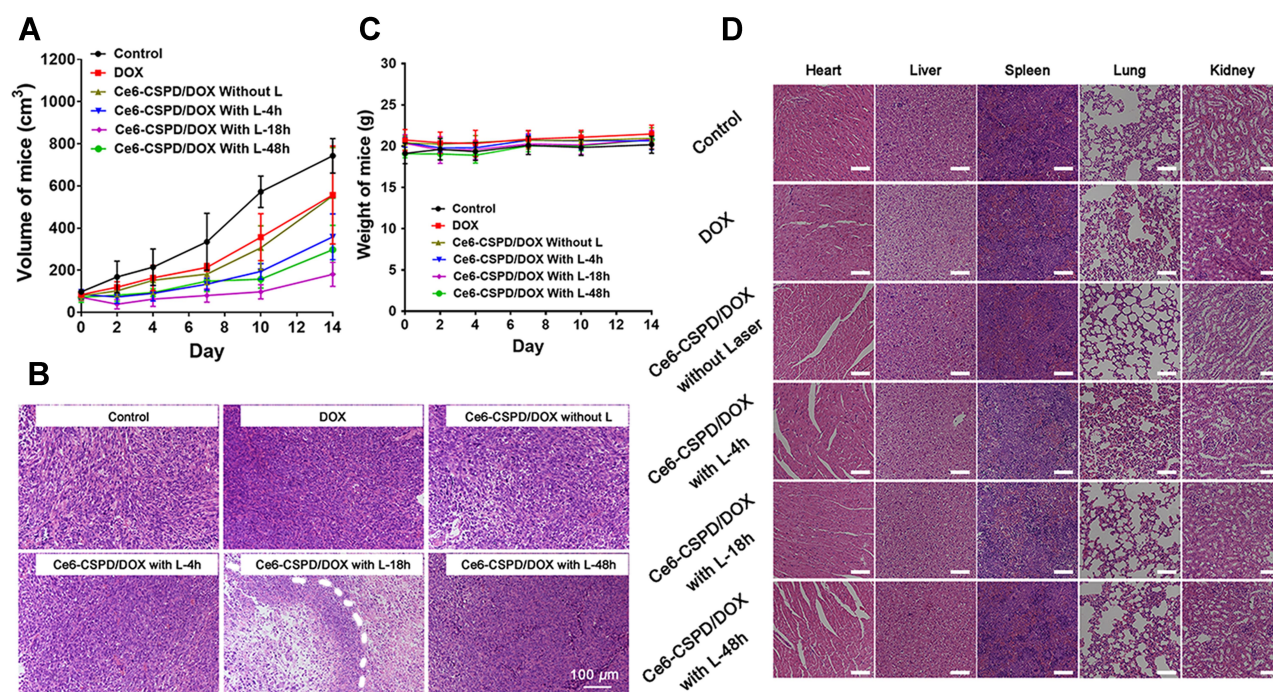 A
Volume of mice (cm³)
1200
1000
800
600
400
200
0
Control
DOX
Ce6-CSPD/DOX Without L
Ce6-CSPD/DOX With L-4h
Ce6-CSPD/DOX With L-18h
Ce6-CSPD/DOX With L-48h
0 2 4 6 8 10 12 14
Day
C
Weight of mice (g)
30
25
20
15
10
5
0
Control
DOX
Ce6-CSPD/DOX Without L
Ce6-CSPD/DOX With L-4h
Ce6-CSPD/DOX With L-18h
Ce6-CSPD/DOX With L-48h
0 2 4 6 8 10 12 14
Day
B
Control DOX Ce6-CSPD/DOX without L
Ce6-CSPD/DOX with L-4h Ce6-CSPD/DOX with L-18h Ce6-CSPD/DOX with L-48h
100 µm
D
Heart Liver Spleen Lung Kidney
Control
DOX
Ce6-CSPD/DOX
without Laser
Ce6-CSPD/DOX
with L-4h
Ce6-CSPD/DOX
with L-18h
Ce6-CSPD/DOX
with L-48h